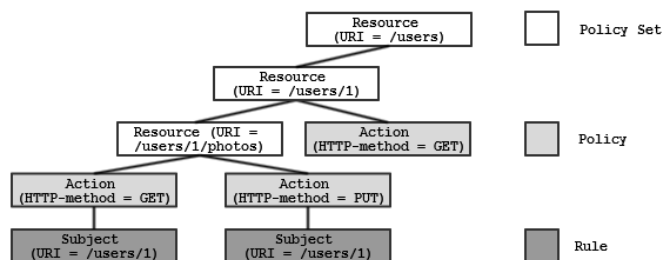 Resource
(URI = /users)
Policy Set
Resource
(URI = /users/1)
Resource (URI =
/users/1/photos)
Action
(HTTP-method = GET)
Policy
Action
(HTTP-method = GET)
Action
(HTTP-method = PUT)
Subject
(URI = /users/1)
Subject
(URI = /users/1)
Rule